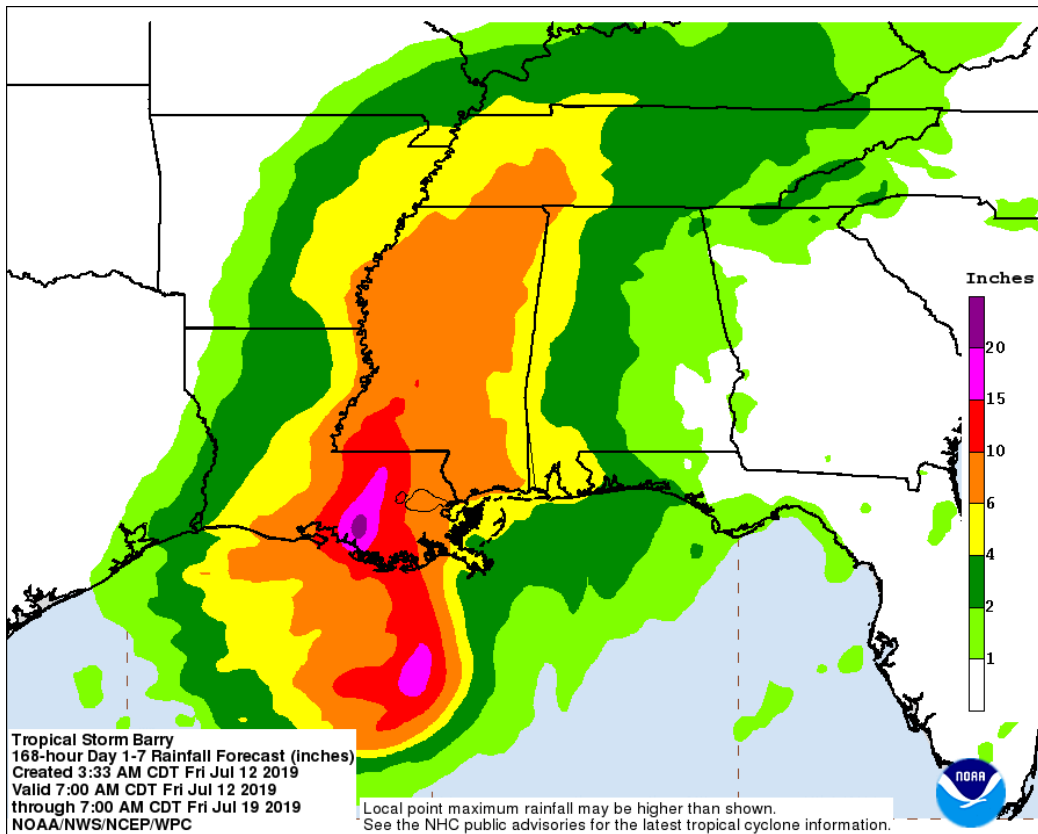 Inches
20
15
10
6
4
2
1
NOAA
Tropical Storm Barry
168-hour Day 1-7 Rainfall Forecast (inches)
Created 3:33 AM CDT Fri Jul 12 2019
Valid 7:00 AM CDT Fri Jul 12 2019
through 7:00 AM CDT Fri Jul 19 2019
NOAA/NWS/NCEP/WPC
Local point maximum rainfall may be higher than shown.
See the NHC public advisories for the latest tropical cyclone information.